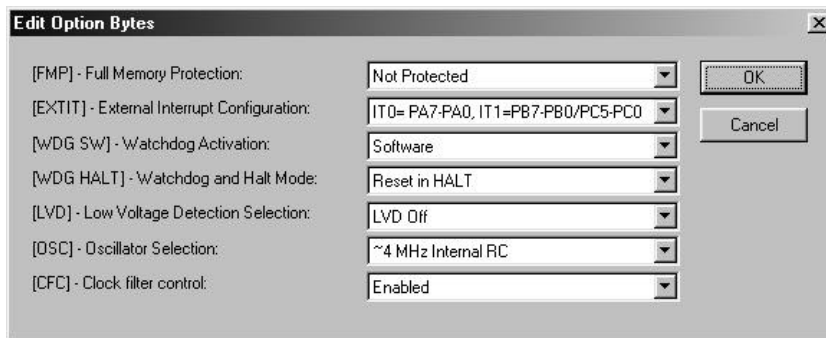 Edit Option Bytes
[FMP] - Full Memory Protection: Not Protected OK
[EXTIT] - External Interrupt Configuration: IT0= PA7-PA0, IT1=PB7-PB0/PC5-PC0
Cancel
[WDG SW] - Watchdog Activation: Software
[WDG HALT] - Watchdog and Halt Mode: Reset in HALT
[LVD] - Low Voltage Detection Selection: LVD Off
[OSC] - Oscillator Selection: ~4 MHz Internal RC
[CFC] - Clock filter control: Enabled